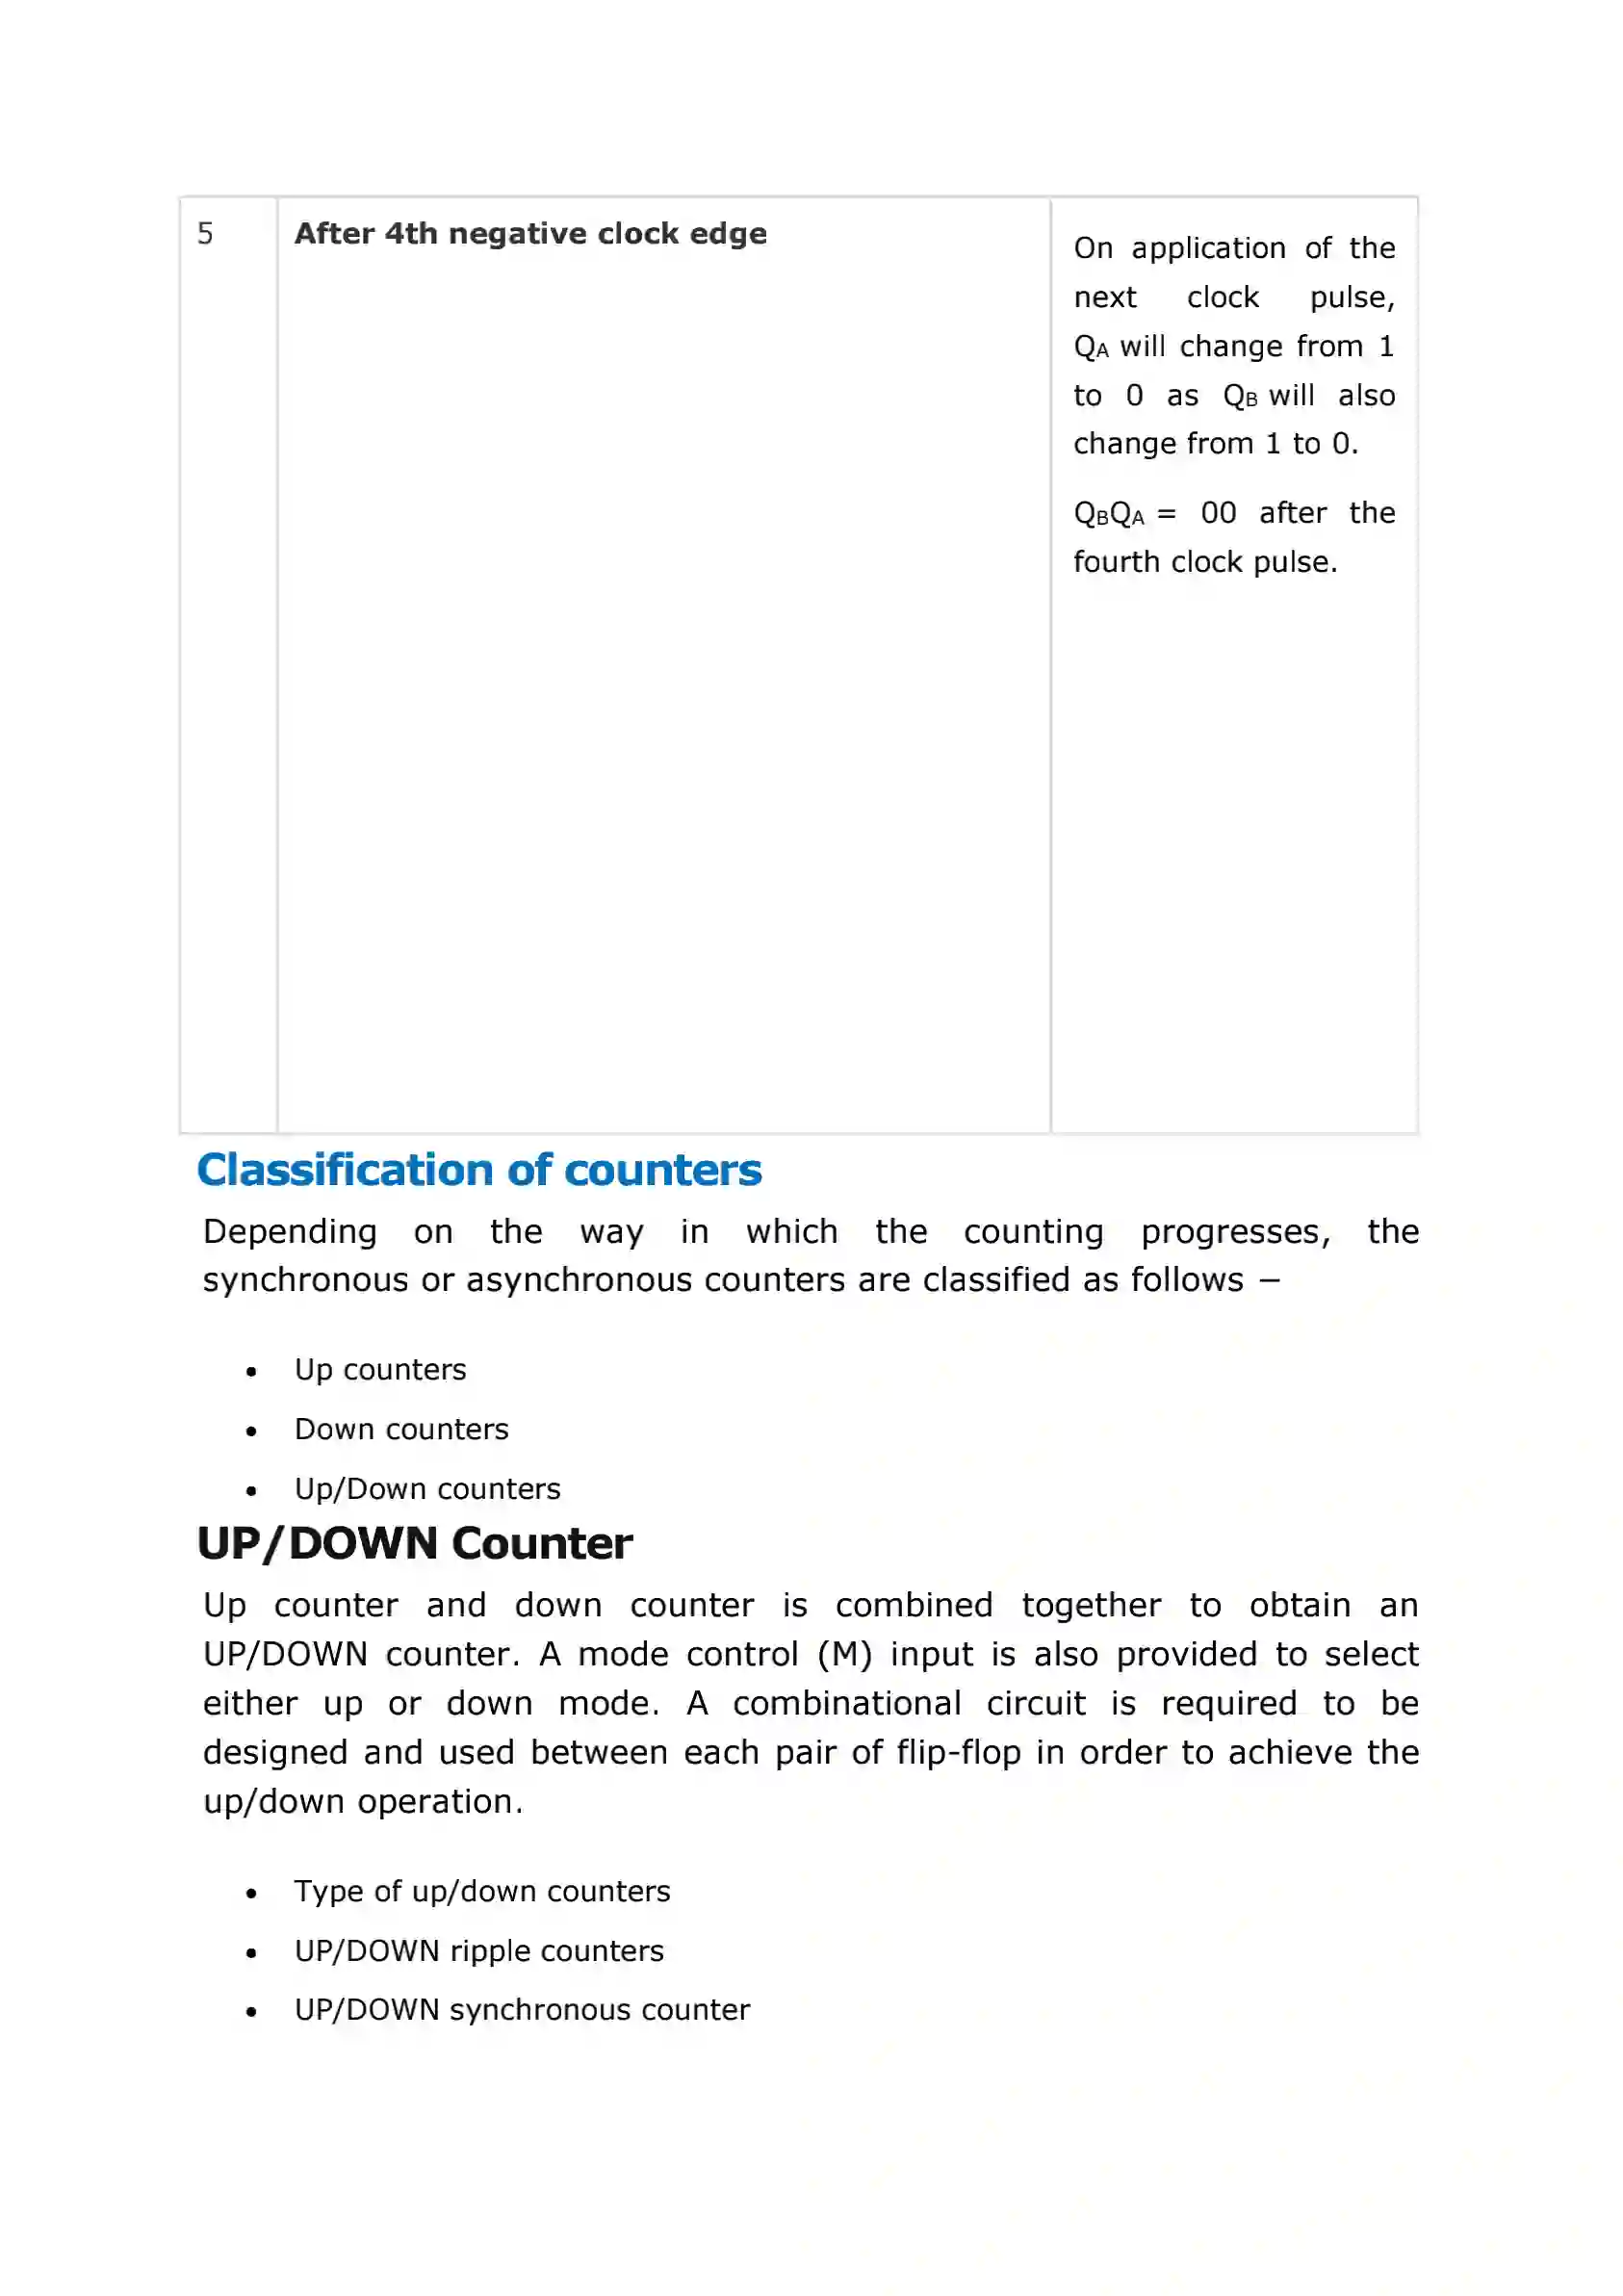 5
After 4th negative clock edge
On application of the
next clock pulse,
QA will change from 1
to 0 as QB will also
change from 1 to 0.
QBQA = 00 after the
fourth clock pulse.
Classification of counters
Depending on the way in which the counting progresses, the
synchronous or asynchronous counters are classified as follows −
• Up counters
• Down counters
• Up/Down counters
UP/DOWN Counter
Up counter and down counter is combined together to obtain an
UP/DOWN counter. A mode control (M) input is also provided to select
either up or down mode. A combinational circuit is required to be
designed and used between each pair of flip-flop in order to achieve the
up/down operation.
• Type of up/down counters
• UP/DOWN ripple counters
• UP/DOWN synchronous counter